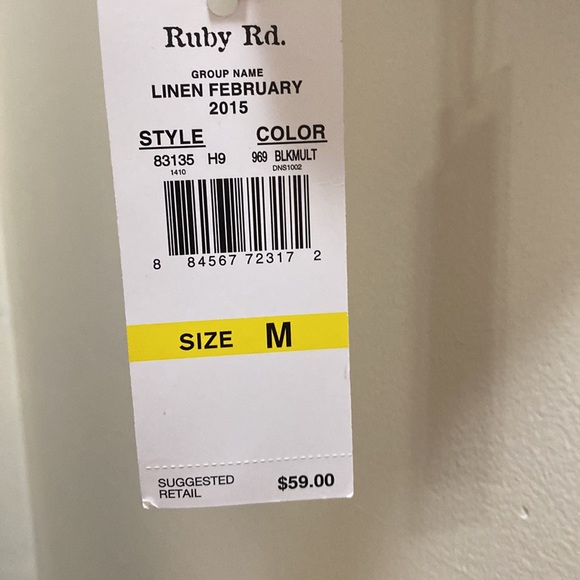 Ruby Rd.
GROUP NAME
LINEN FEBRUARY
2015
STYLE COLOR
83135 H9 969 BLKMULT
1410 DNS1002
8 84567 72317 2
SIZE M
SUGGESTED
RETAIL $59.00